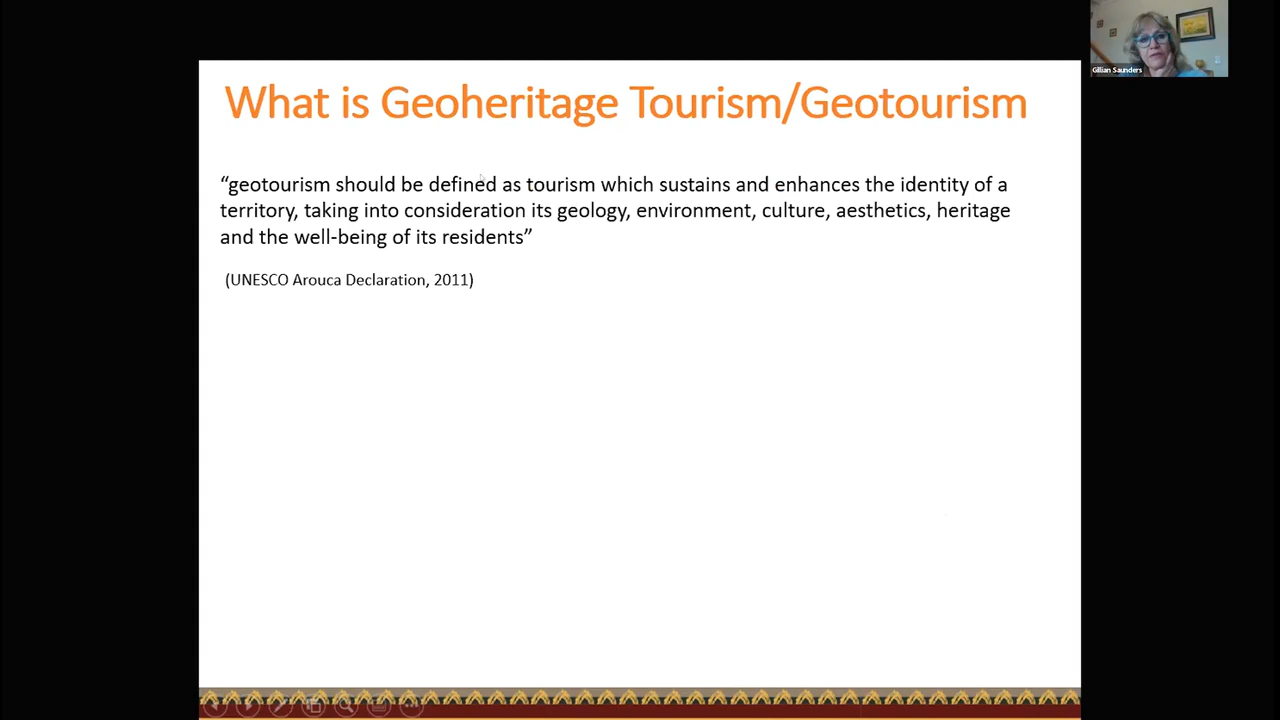 Gillian Saunders
What is Geoheritage Tourism/Geotourism
“geotourism should be defined as tourism which sustains and enhances the identity of a
territory, taking into consideration its geology, environment, culture, aesthetics, heritage
and the well-being of its residents”
(UNESCO Arouca Declaration, 2011)